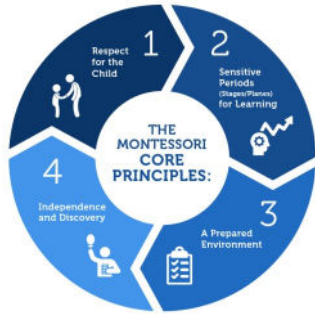 THE
MONTESSORI
CORE
PRINCIPLES:
1
Respect
for the
Child
2
Sensitive
Periods
(Stages/Planes)
for Learning
3
A Prepared
Environment
4
Independence
and Discovery